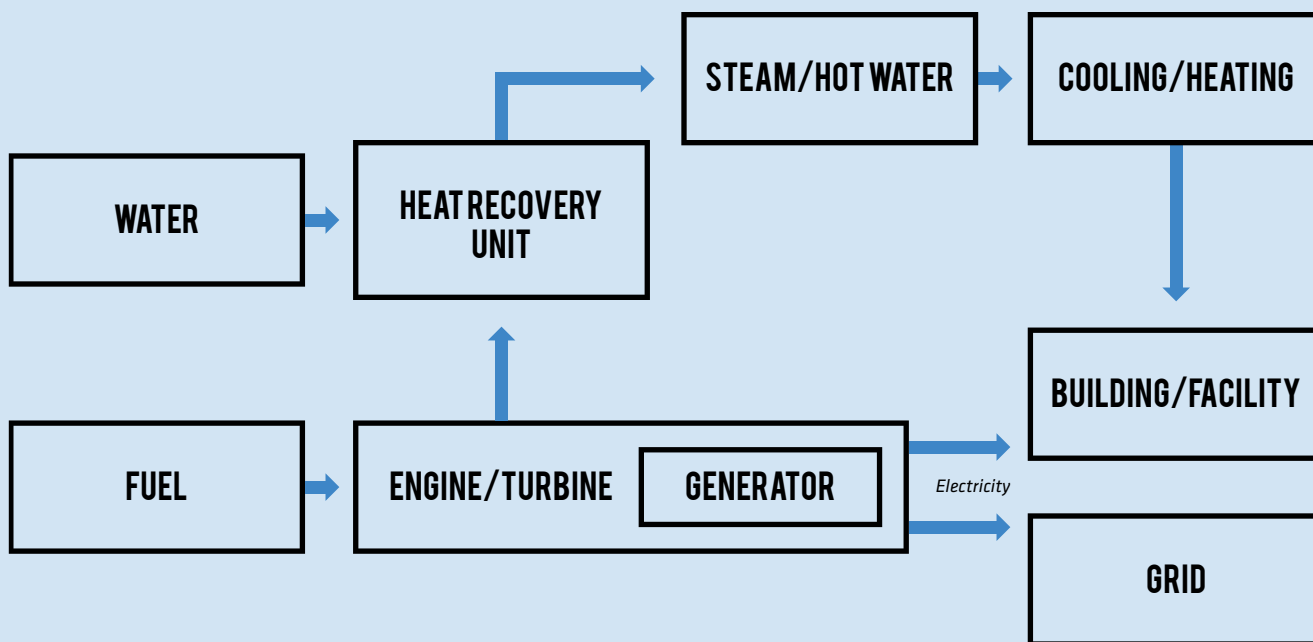 STEAM/HOT WATER
COOLING/HEATING
WATER
HEAT RECOVERY
UNIT
BUILDING/FACILITY
FUEL
ENGINE/TURBINE
GENERATOR
Electricity
GRID